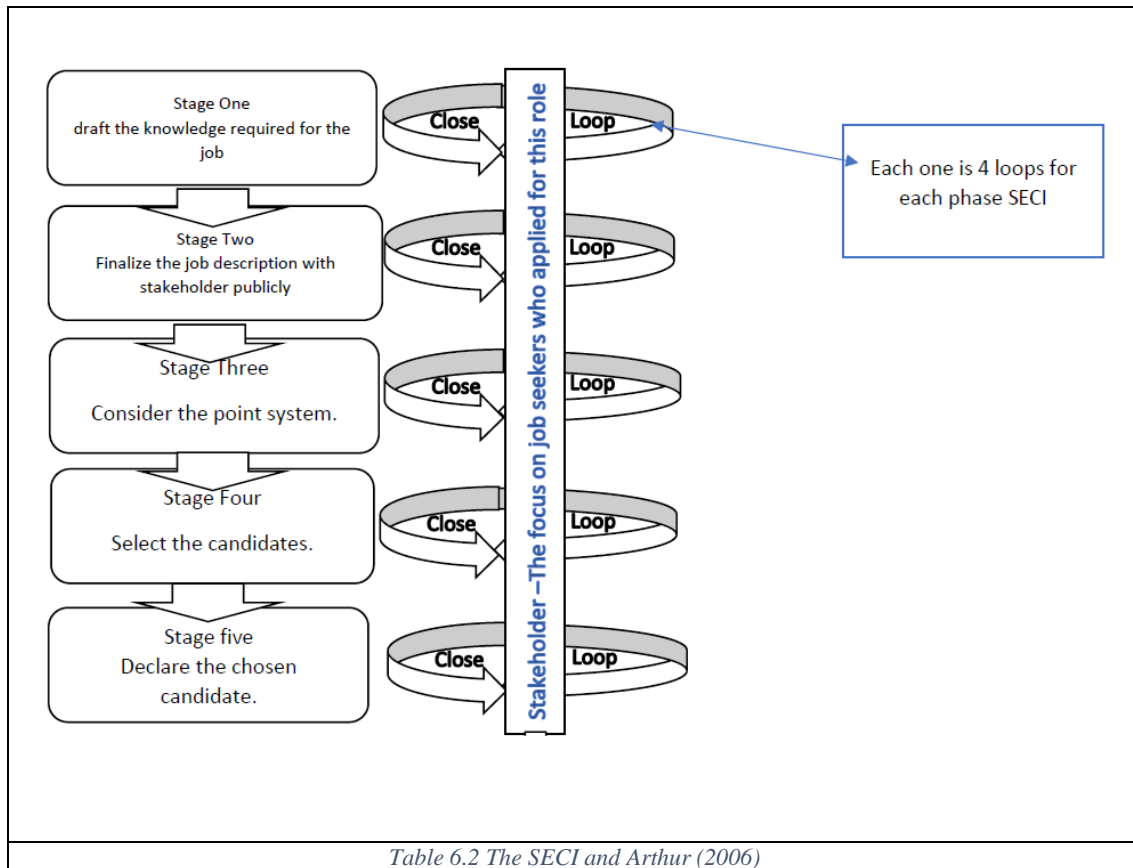 Stage One
draft the knowledge required for the
job
Close
Loop
Each one is 4 loops for
each phase SECI
Stage Two
Finalize the job description with
stakeholder publicly
Close
Loop
Stage Three
Consider the point system.
Close
Loop
Stage Four
Select the candidates.
Close
Loop
Stage five
Declare the chosen
candidate.
Close
Loop
Stakeholder –The focus on job seekers who applied for this role
Table 6.2 The SECI and Arthur (2006)